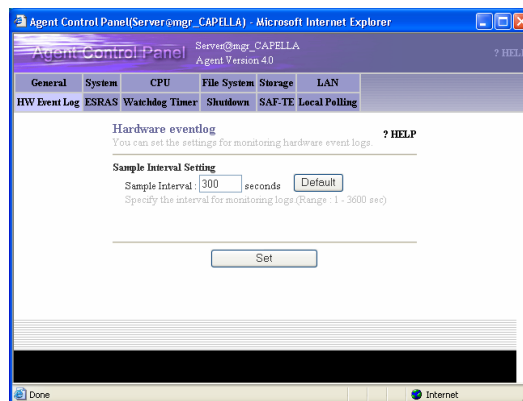 Agent Control Panel(Server@mgr_CAPELLA) - Microsoft Internet Explorer
Agent Control Panel
Server@mgr_CAPELLA
Agent Version 4.0
? HEL
General System CPU File System Storage LAN
HW Event Log ESRAS Watchdog Timer Shutdown SAF-TE Local Polling
Hardware eventlog
? HELP
You can set the settings for monitoring hardware event logs.
Sample Interval Setting
Sample Interval : 300 seconds Default
Specify the interval for monitoring logs.(Range : 1 - 3600 sec)
Set
Done
Internet